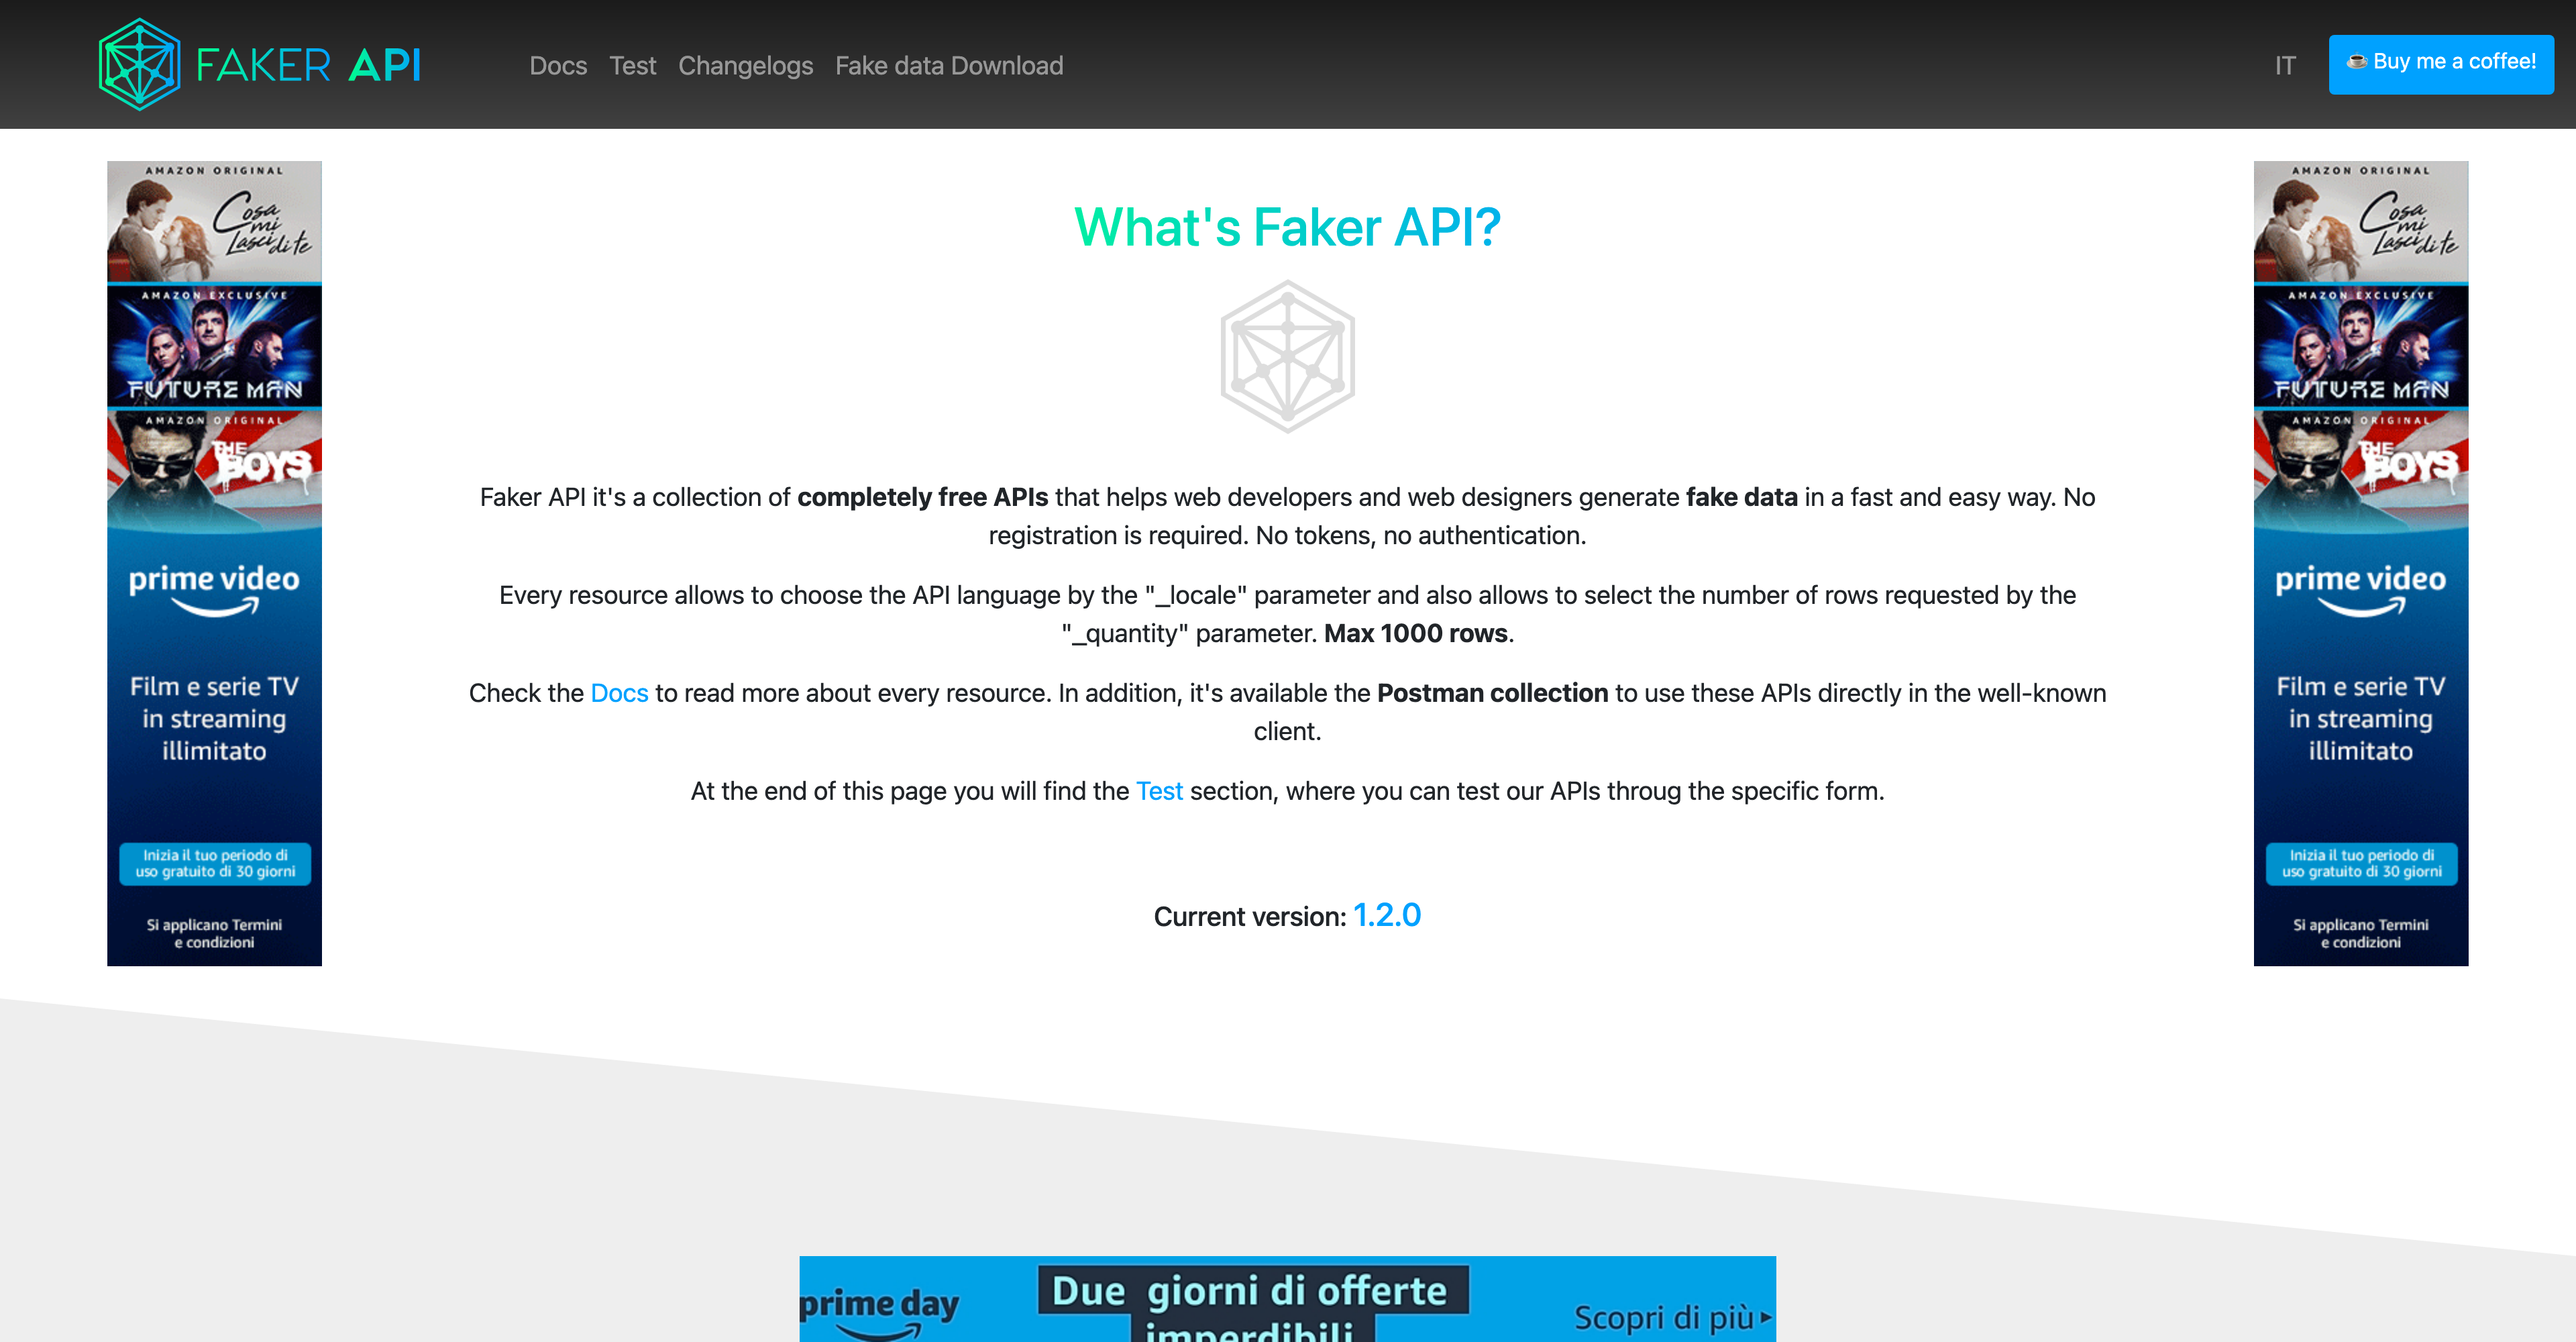 FAKER API
Docs
Test
Changelogs
Fake data Download
IT
Buy me a coffee!
AMAZON ORIGINAL
Cosa
mi
Lasci di te
AMAZON EXCLUSIVE
FUTURE MAN
AMAZON ORIGINAL
THE
BOYS
prime video
Film e serie TV
in streaming
illimitato
Inizia il tuo periodo di
uso gratuito di 30 giorni
Si applicano Termini
e condizioni
What's Faker API?
Faker API it's a collection of completely free APIs that helps web developers and web designers generate fake data in a fast and easy way. No
registration is required. No tokens, no authentication.
Every resource allows to choose the API language by the "_locale" parameter and also allows to select the number of rows requested by the
"_quantity" parameter. Max 1000 rows.
Check the Docs to read more about every resource. In addition, it's available the Postman collection to use these APIs directly in the well-known
client.
At the end of this page you will find the Test section, where you can test our APIs throug the specific form.
Current version: 1.2.0
AMAZON ORIGINAL
Cosa
mi
Lasci di te
AMAZON EXCLUSIVE
FUTURE MAN
AMAZON ORIGINAL
THE
BOYS
prime video
Film e serie TV
in streaming
illimitato
Inizia il tuo periodo di
uso gratuito di 30 giorni
Si applicano Termini
e condizioni
prime day
Due giorni di offerte
imperdibili
Scopri di più